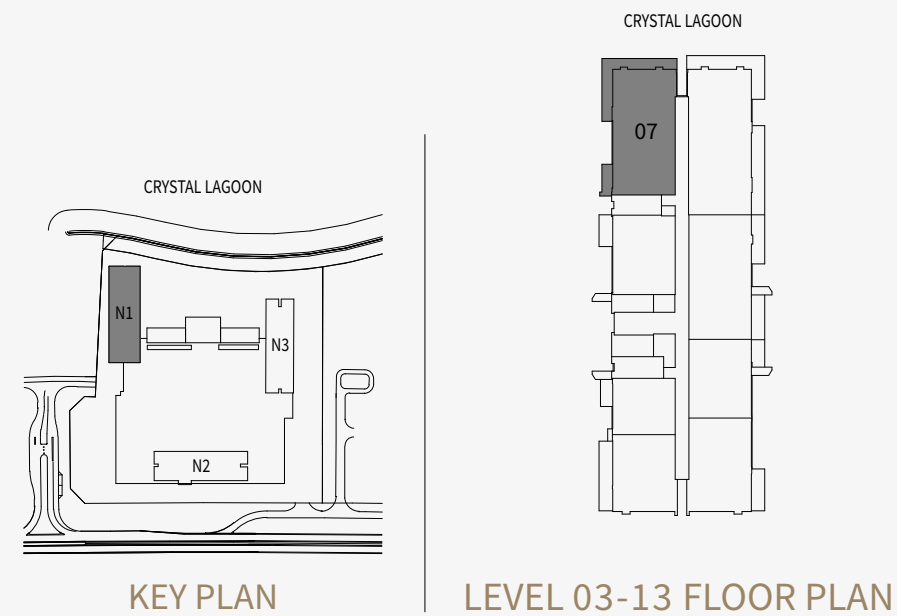 CRYSTAL LAGOON
N1
N3
N2
KEY PLAN
CRYSTAL LAGOON
07
LEVEL 03-13 FLOOR PLAN